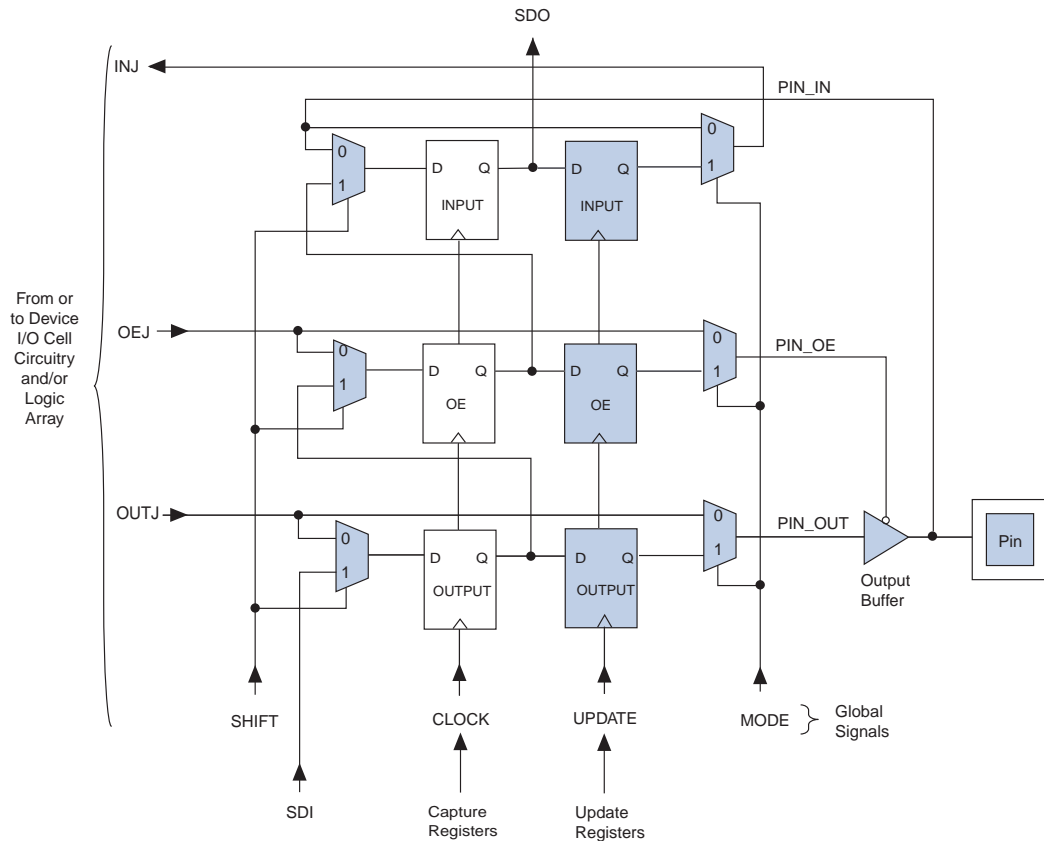 SDO
INJ
PIN_IN
0
1
D Q
INPUT
D Q
INPUT
0
1
From or
to Device
I/O Cell
Circuitry
and/or
Logic
Array
OEJ
0
1
D Q
OE
D Q
OE
0
1
PIN_OE
OUTJ
0
1
D Q
OUTPUT
D Q
OUTPUT
0
1
PIN_OUT
Pin
Output
Buffer
SHIFT
CLOCK
UPDATE
MODE
Global
Signals
SDI
Capture
Registers
Update
Registers